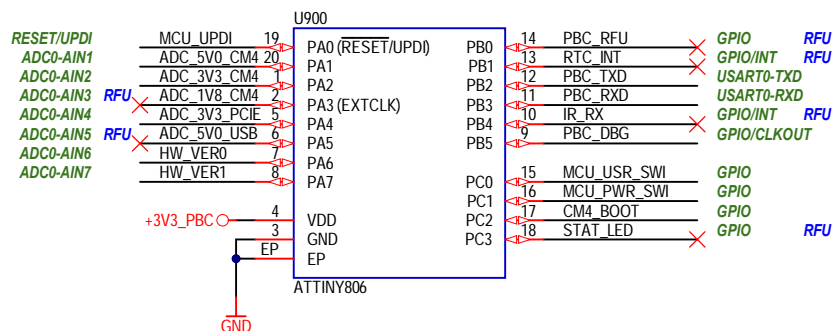 U900
RESET/UPDI MCU_UPDI 19 PA0 (RESET/UPDI) PB0 14 PBC_RFU GPIO RFU
ADC0-AIN1 ADC_5V0_CM4 20 PA1 PB1 13 RTC_INT GPIO/INT RFU
ADC0-AIN2 ADC_3V3_CM4 1 PA2 PB2 12 PBC_TXD USART0-TXD
ADC0-AIN3 RFU ADC_1V8_CM4 2 PA3 (EXTCLK) PB3 11 PBC_RXD USART0-RXD
ADC0-AIN4 ADC_3V3_PCIE 5 PA4 PB4 10 IR_RX GPIO/INT RFU
ADC0-AIN5 RFU ADC_5V0_USB 6 PA5 PB5 9 PBC_DBG GPIO/CLKOUT
ADC0-AIN6 HW_VER0 7 PA6
ADC0-AIN7 HW_VER1 8 PA7 PC0 15 MCU_USR_SWI GPIO
PC1 16 MCU_PWR_SWI GPIO
+3V3_PBC 4 VDD PC2 17 CM4_BOOT GPIO
3 GND PC3 18 STAT_LED GPIO RFU
EP EP
ATTINY806
GND